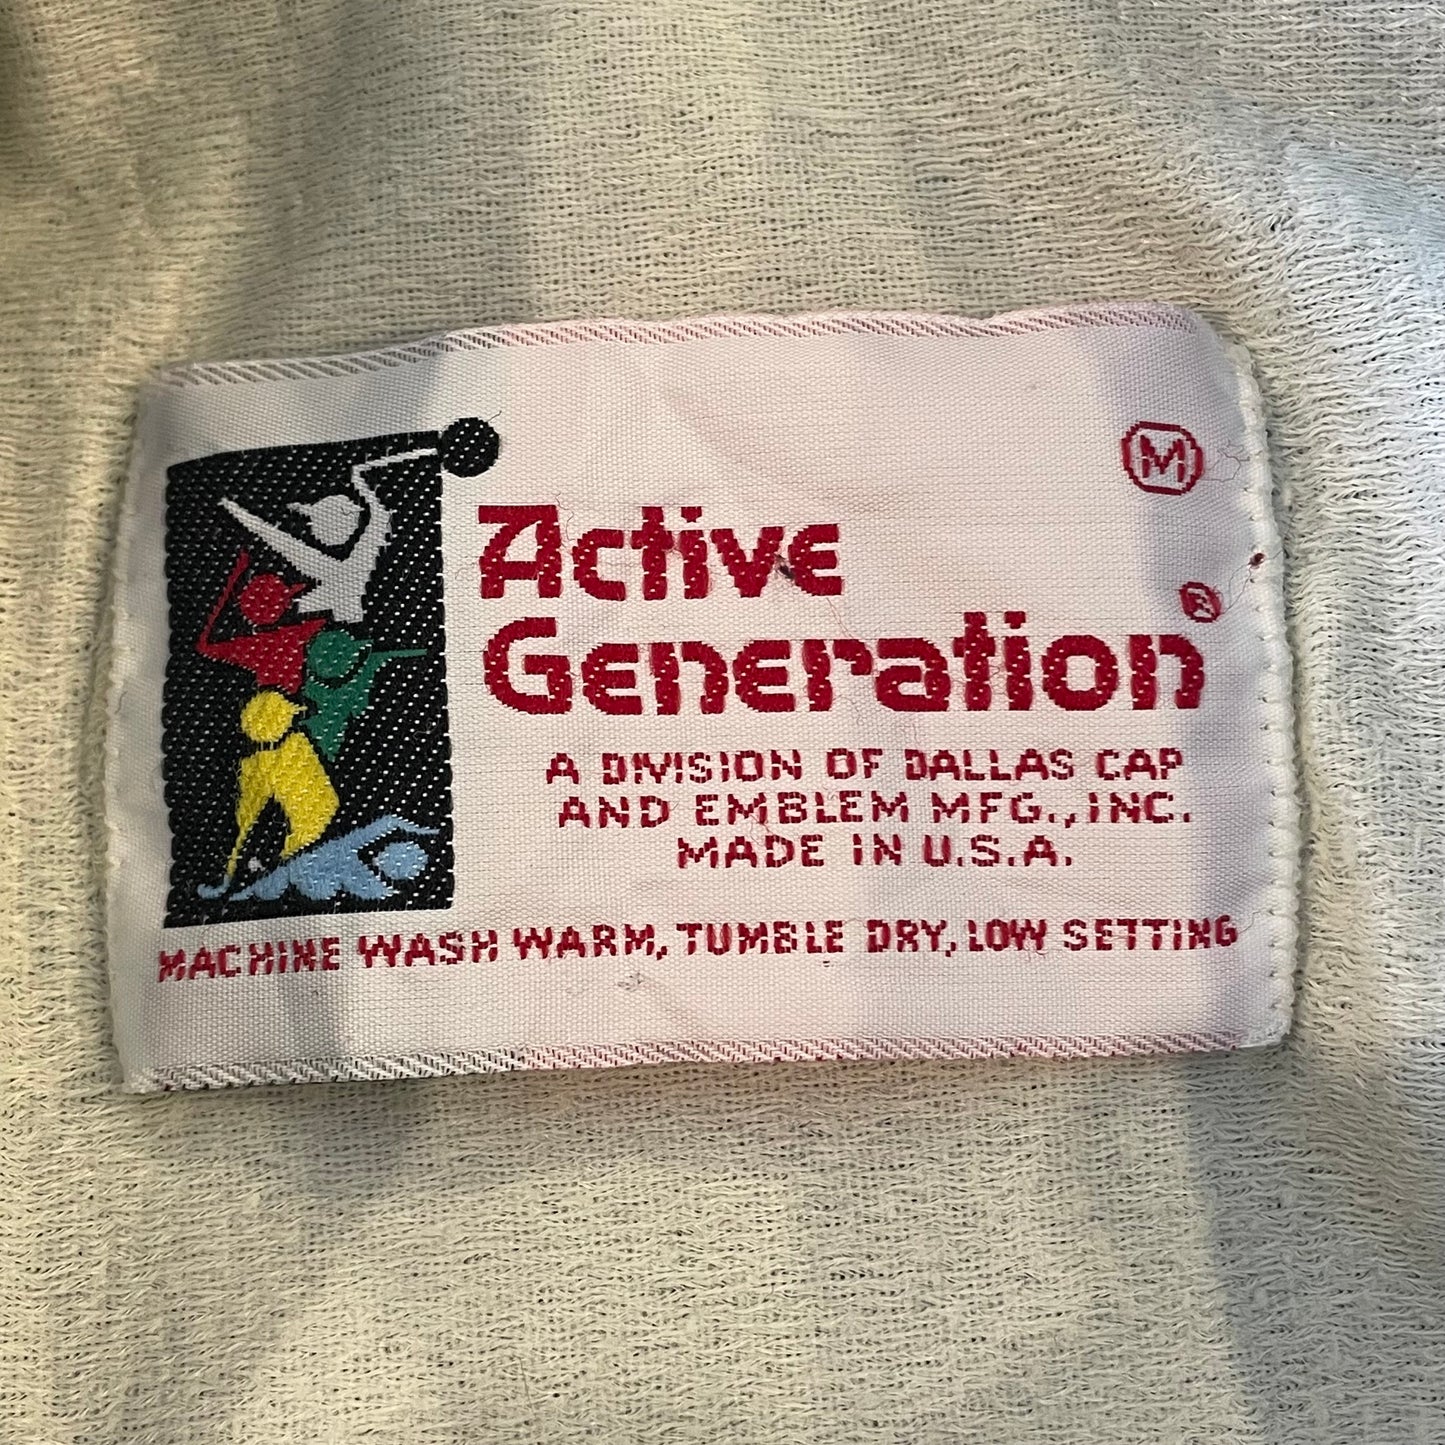 M
Active
Generation®
A DIVISION OF DALLAS CAP
AND EMBLEM MFG., INC.
MADE IN U.S.A.
MACHINE WASH WARM, TUMBLE DRY, LOW SETTING